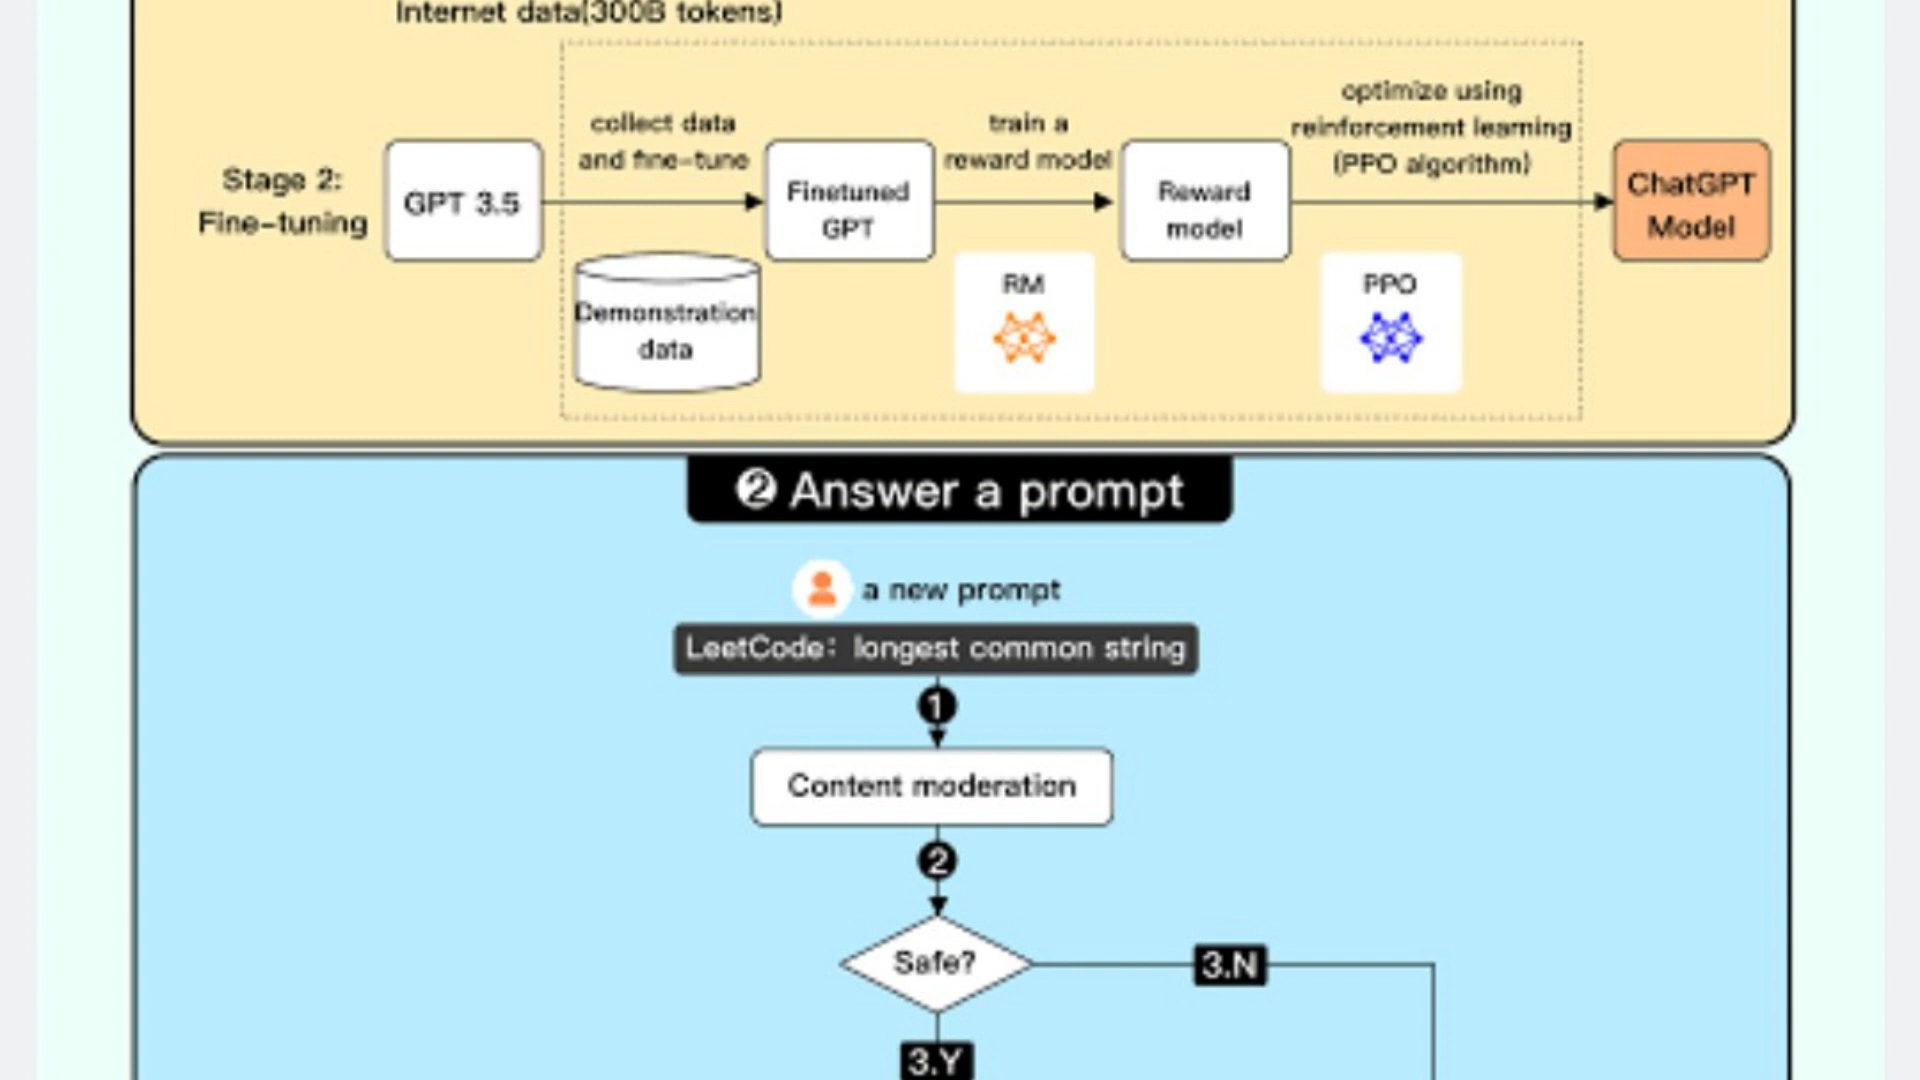 Internet data(300B tokens)
Stage 2:
Fine-tuning
GPT 3.5
collect data
and fine-tune
Demonstration
data
Finetuned
GPT
train a
reward model
RM
Reward
model
optimize using
reinforcement learning
(PPO algorithm)
PPO
ChatGPT
Model
❷ Answer a prompt
a new prompt
LeetCode: longest common string
1
Content moderation
2
Safe?
3.N
3.Y